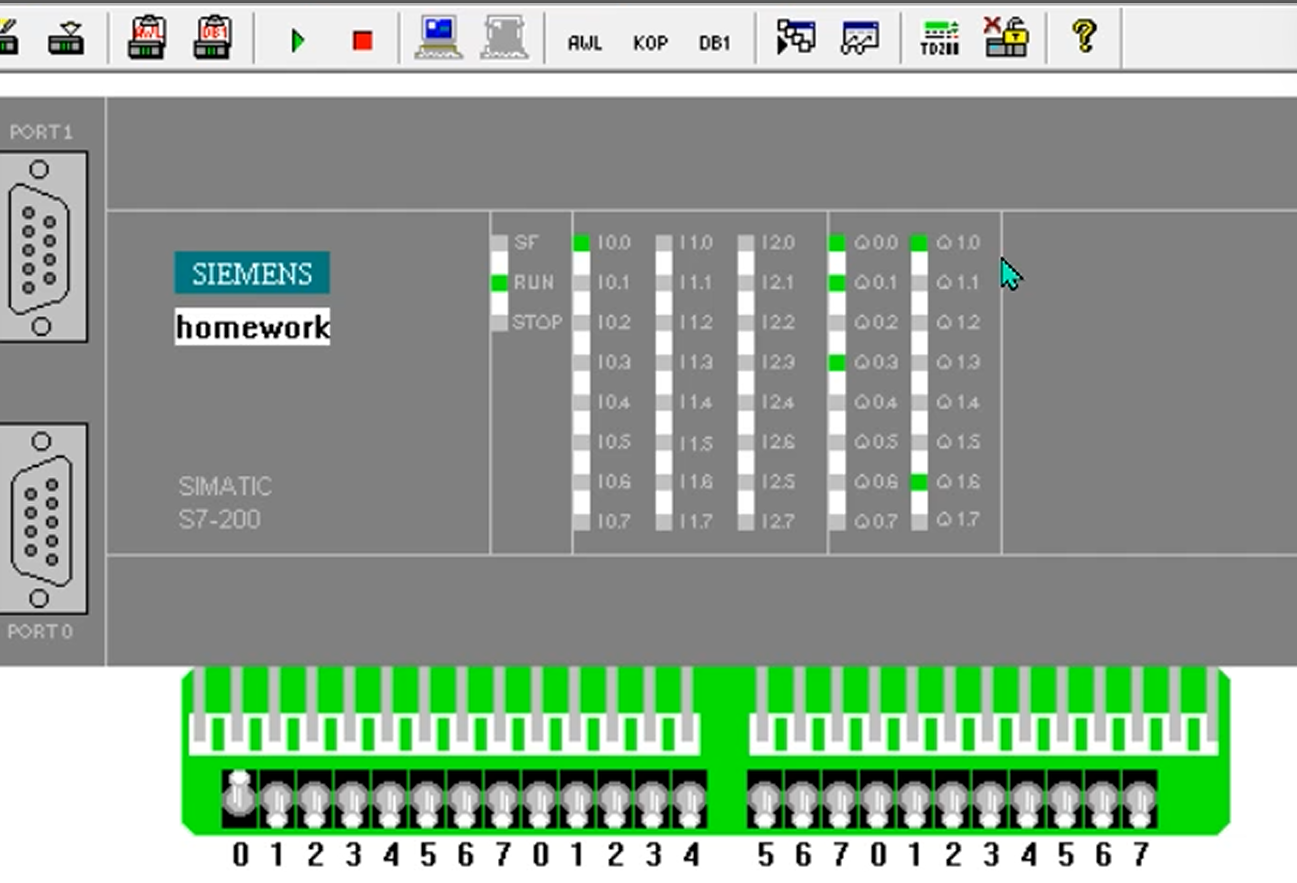 AWL DB1 AWL KOP DB1 TD200 ?
PORT1
SIEMENS
homework
SIMATIC
S7-200
SF I0.0 I1.0 I2.0 Q0.0 Q1.0
RUN I0.1 I1.1 I2.1 Q0.1 Q1.1
STOP I0.2 I1.2 I2.2 Q0.2 Q1.2
I0.3 I1.3 I2.3 Q0.3 Q1.3
I0.4 I1.4 I2.4 Q0.4 Q1.4
I0.5 I1.5 I2.6 Q0.5 Q1.5
I0.6 I1.6 I2.5 Q0.6 Q1.6
I0.7 I1.7 I2.7 Q0.7 Q1.7
PORT0
0 1 2 3 4 5 6 7 0 1 2 3 4 5 6 7 0 1 2 3 4 5 6 7